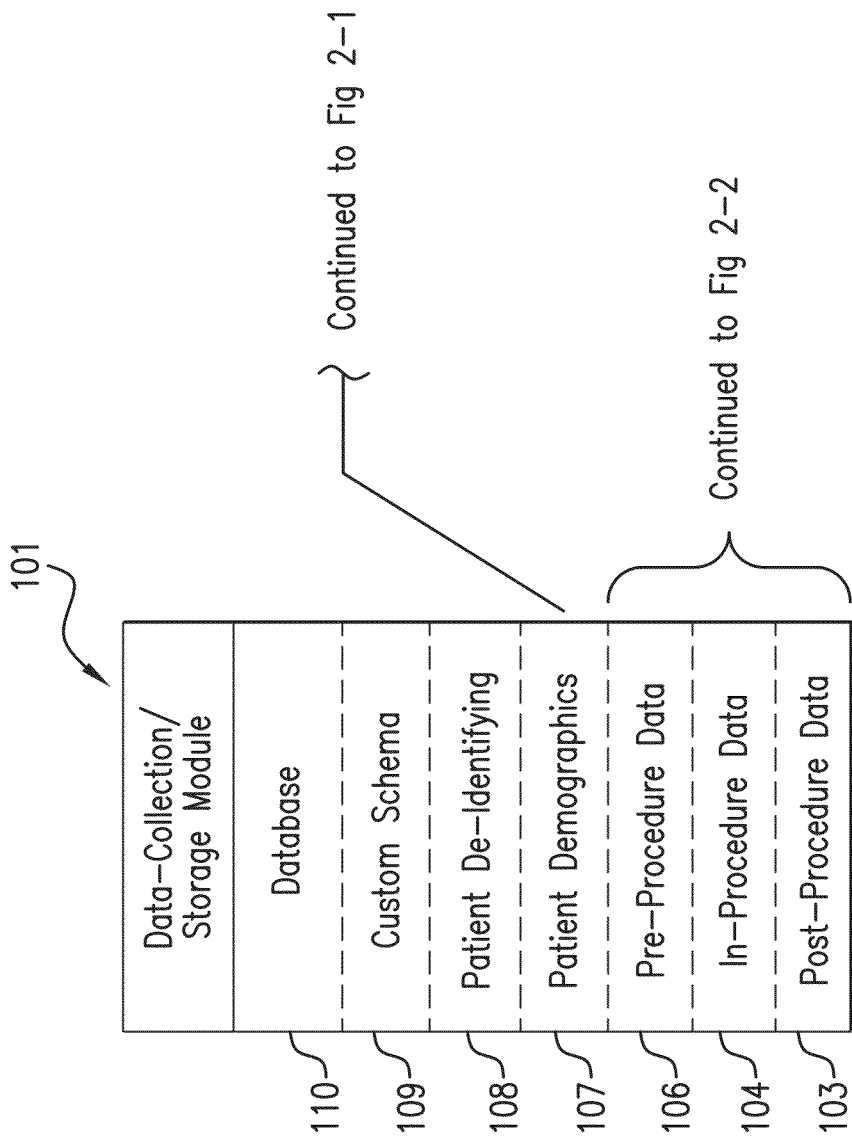 101
Data-Collection/
Storage Module
110
Database
109
Custom Schema
108
Patient De-Identifying
107
Patient Demographics
106
Pre-Procedure Data
104
In-Procedure Data
103
Post-Procedure Data
Continued to Fig 2-1
Continued to Fig 2-2